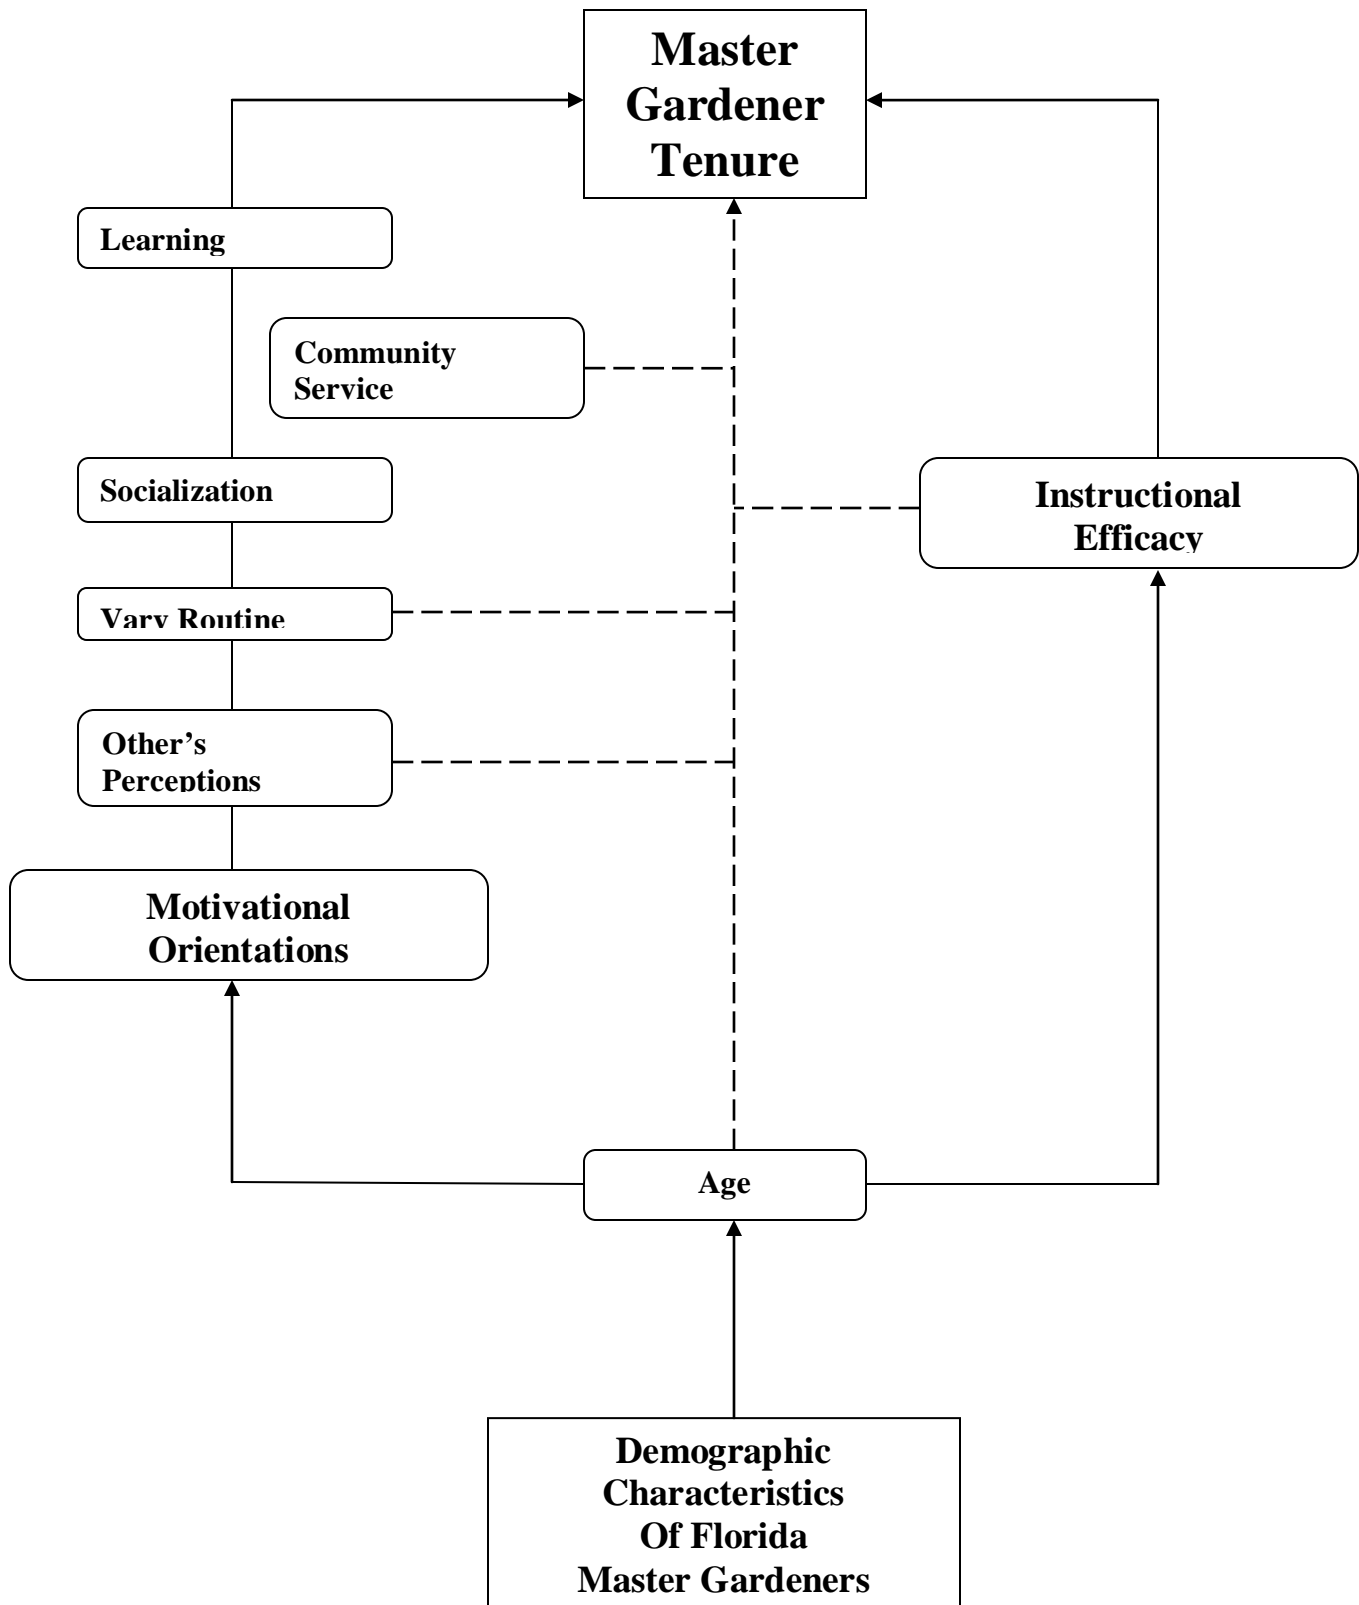 Master
Gardener
Tenure
Learning
Community
Service
Socialization
Instructional
Efficacy
Vary Routine
Other’s
Perceptions
Motivational
Orientations
Age
Demographic
Characteristics
Of Florida
Master Gardeners